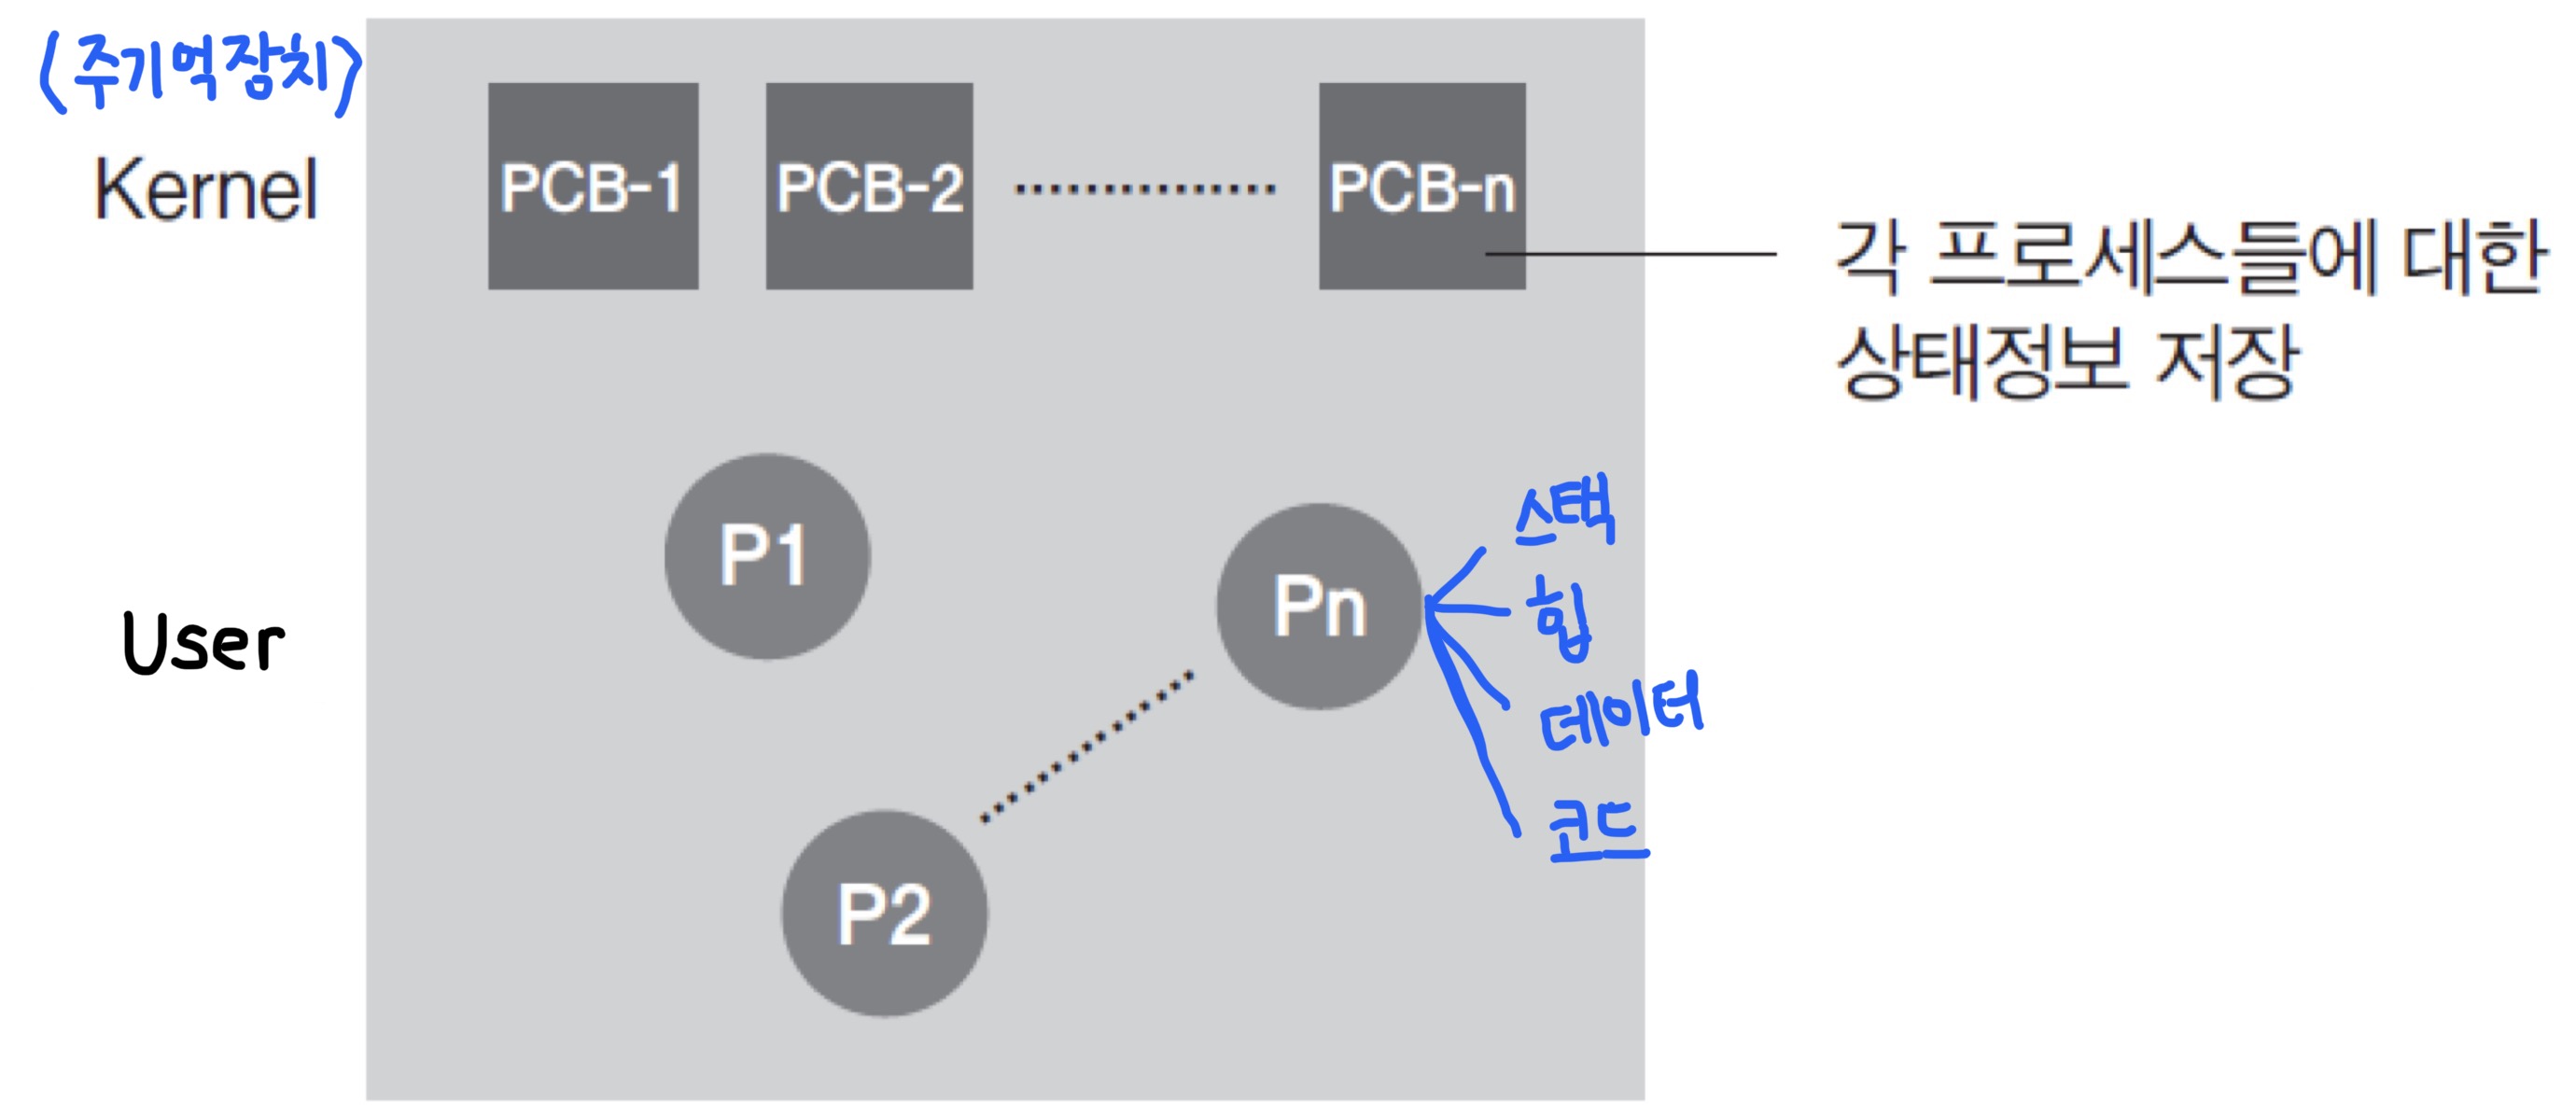 (주기억장치)
Kernel
PCB-1 PCB-2 PCB-n
각 프로세스들에 대한
상태정보 저장
User
P1
Pn
스택
힙
데이터
코드
P2